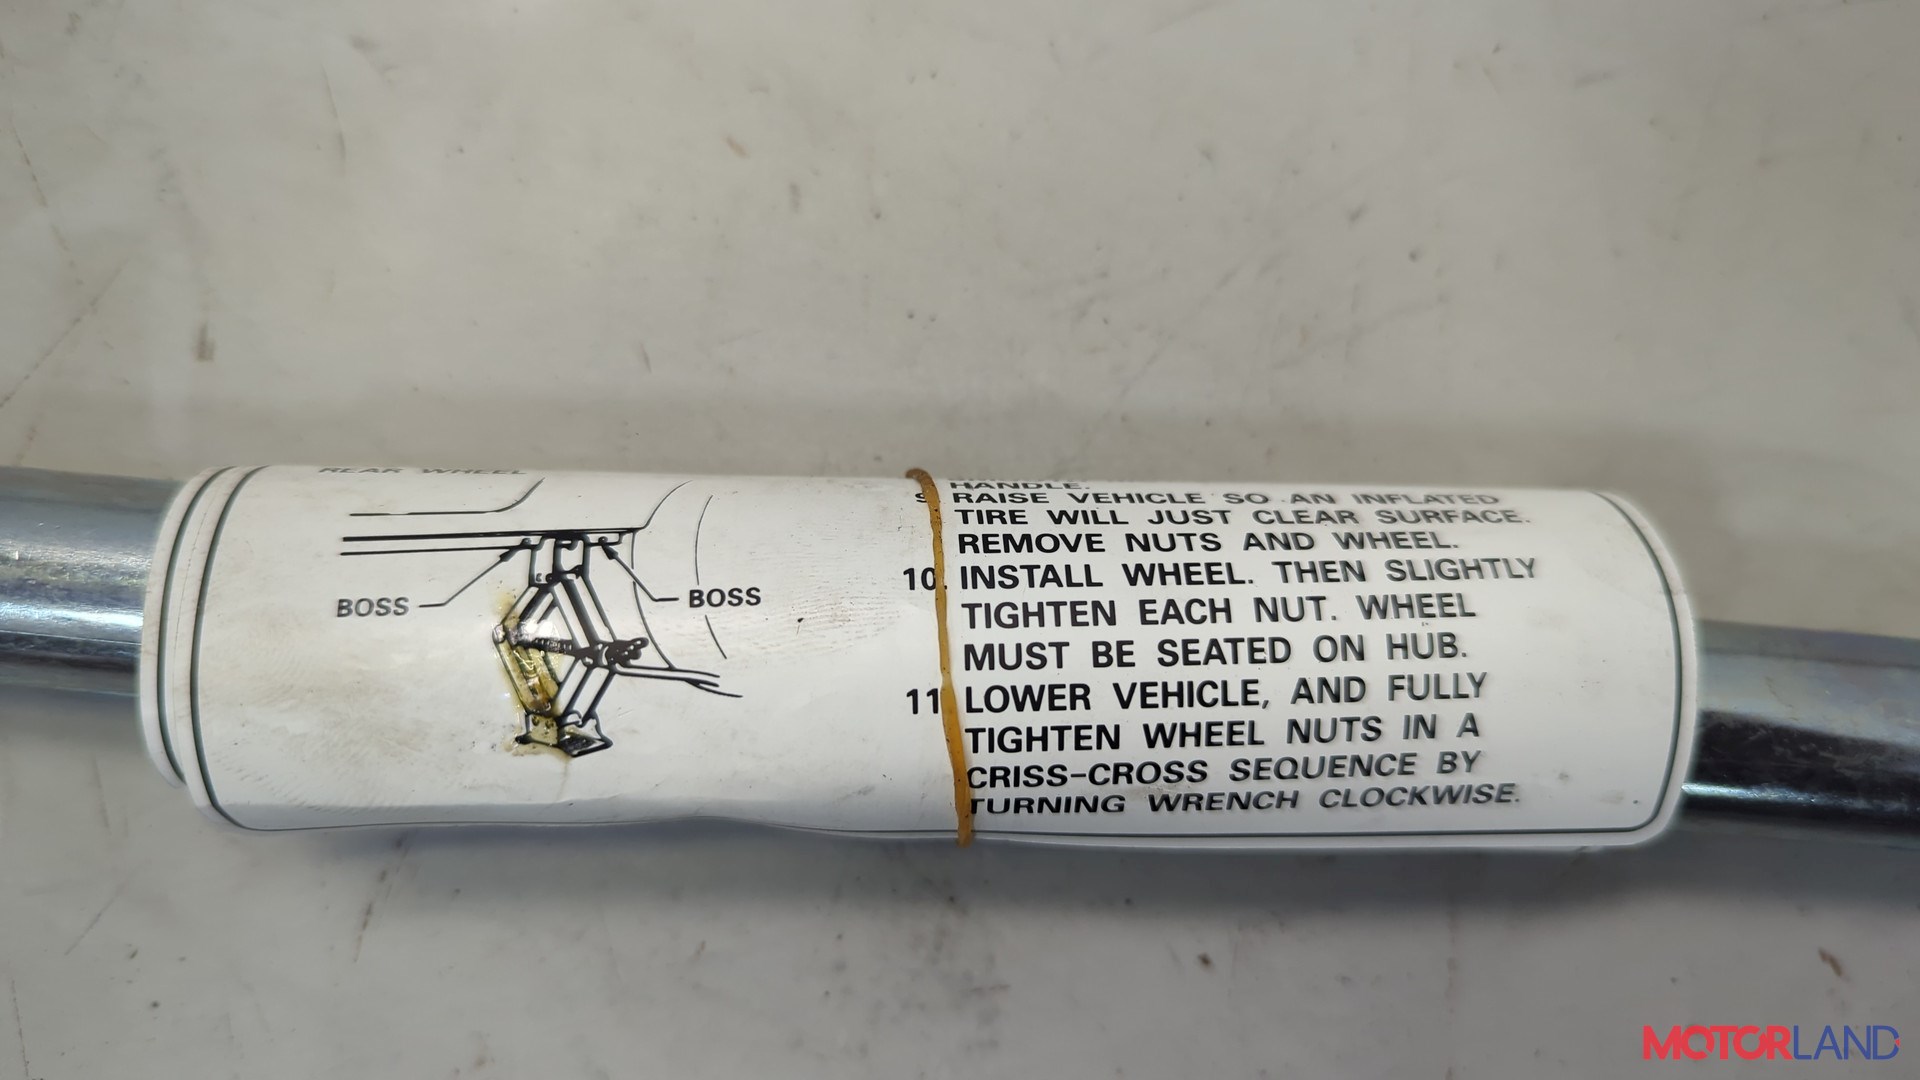 REAR WHEEL
BOSS
BOSS
HANDLE.
9. RAISE VEHICLE SO AN INFLATED
TIRE WILL JUST CLEAR SURFACE.
REMOVE NUTS AND WHEEL.
10. INSTALL WHEEL. THEN SLIGHTLY
TIGHTEN EACH NUT. WHEEL
MUST BE SEATED ON HUB.
11 LOWER VEHICLE, AND FULLY
TIGHTEN WHEEL NUTS IN A
CRISS-CROSS SEQUENCE BY
TURNING WRENCH CLOCKWISE.
MOTORLAND